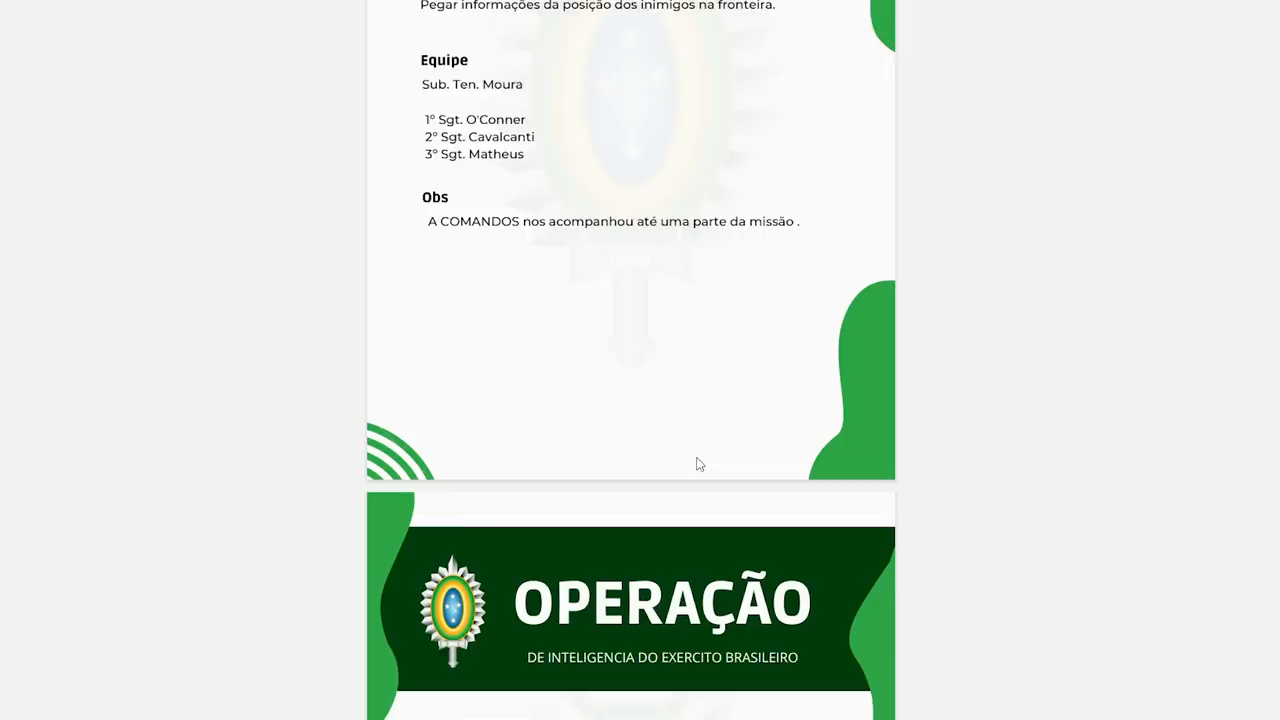 Pegar informações da posição dos inimigos na fronteira.
Equipe
Sub. Ten. Moura
1º Sgt. O'Conner
2º Sgt. Cavalcanti
3º Sgt. Matheus
Obs
A COMANDOS nos acompanhou até uma parte da missão .
OPERAÇÃO
DE INTELIGENCIA DO EXERCITO BRASILEIRO